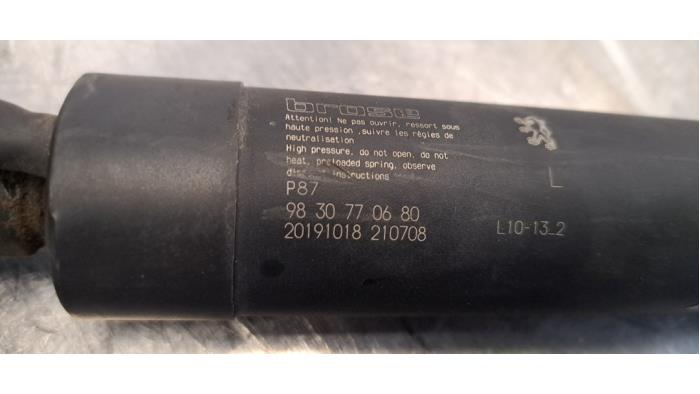 brose
Attention! Ne pas ouvrir, ressort sous
haute pression ,suivre les règles de
neutralisation
High pressure, do not open, do not
heat, preloaded spring, observe
instructions
P87
98 30 77 06 80
20191018 210708
L
L10-13_2